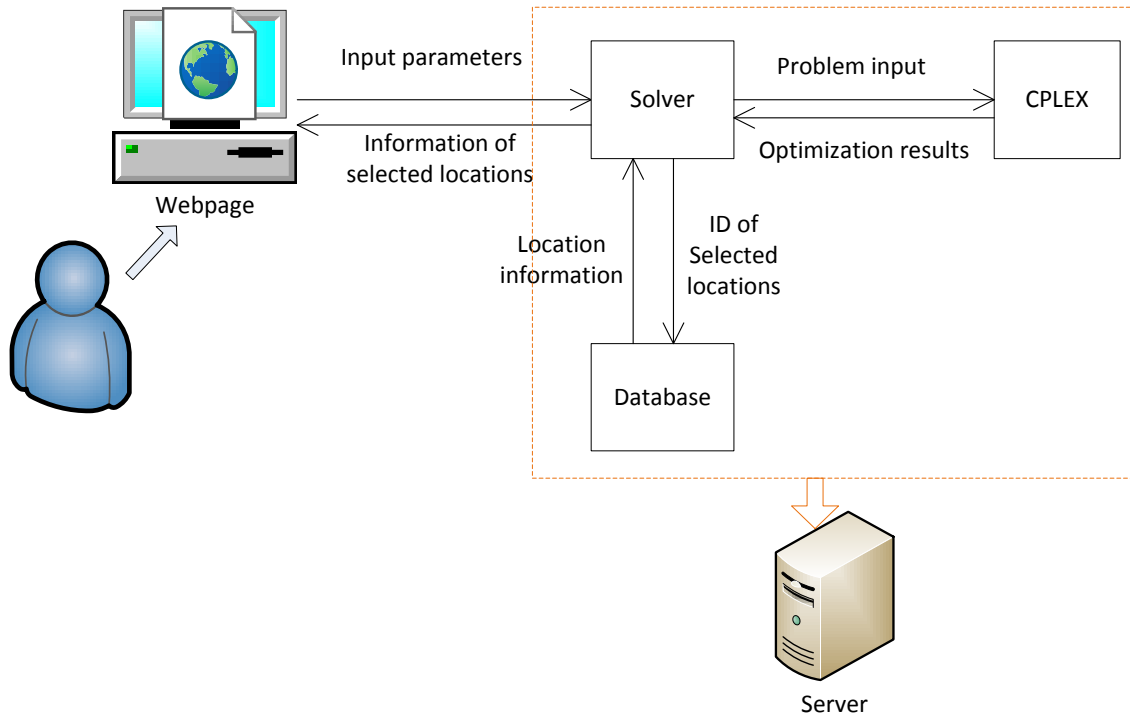 Input parameters
Information of
selected locations
Webpage
Solver
Problem input
Optimization results
CPLEX
Location
information
ID of
Selected
locations
Database
Server